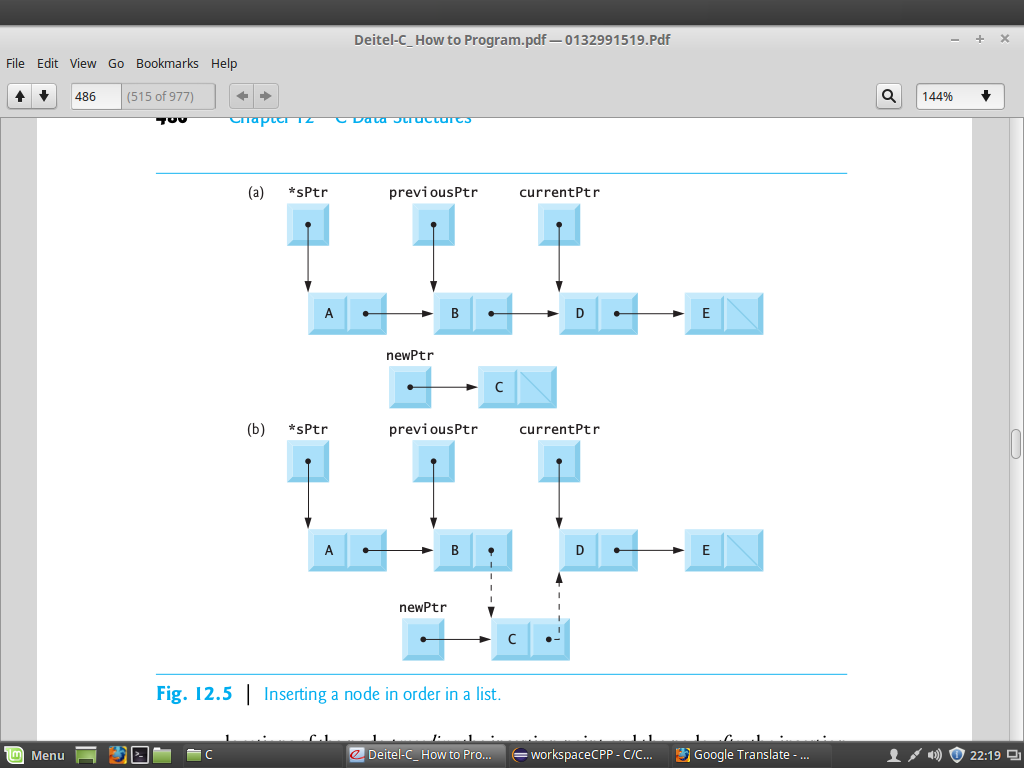 Deitel-C_ How to Program.pdf — 0132991519.Pdf
File Edit View Go Bookmarks Help
486 (515 of 977) 144%
486 Chapter 12 C Data Structures
(a) *sPtr previousPtr currentPtr
A B D E
newPtr
C
(b) *sPtr previousPtr currentPtr
A B D E
newPtr
C
Fig. 12.5 | Inserting a node in order in a list.
Menu C Deitel-C_ How to Pro... workspaceCPP - C/C... Google Translate - ... 22:19